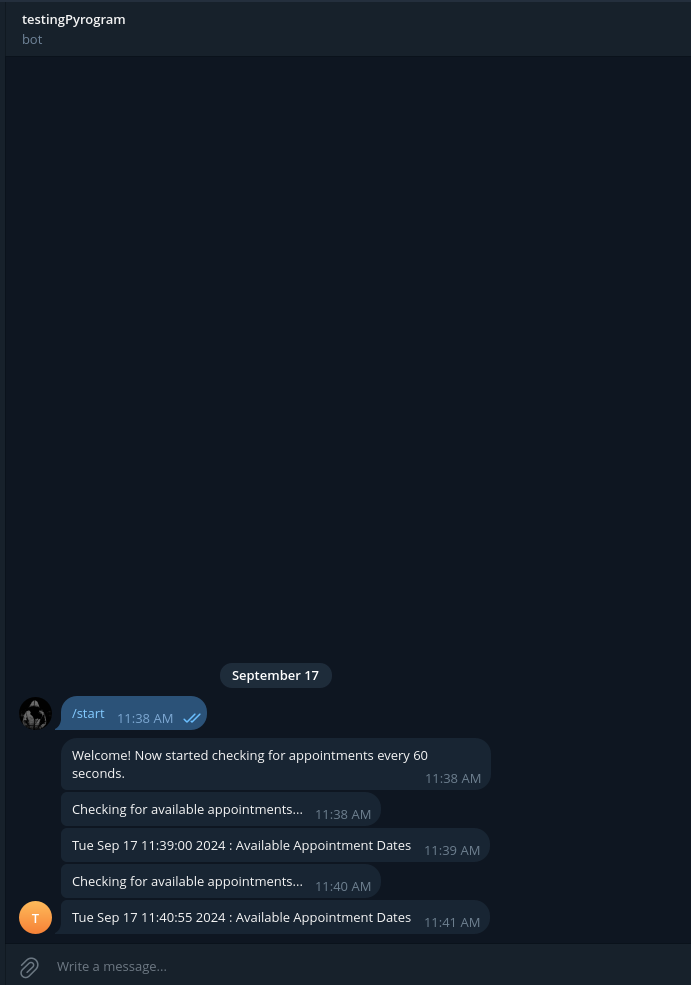 testingPyrogram
bot
September 17
/start 11:38 AM
Welcome! Now started checking for appointments every 60
seconds. 11:38 AM
Checking for available appointments... 11:38 AM
Tue Sep 17 11:39:00 2024 : Available Appointment Dates 11:39 AM
Checking for available appointments... 11:40 AM
T
Tue Sep 17 11:40:55 2024 : Available Appointment Dates 11:41 AM
Write a message...